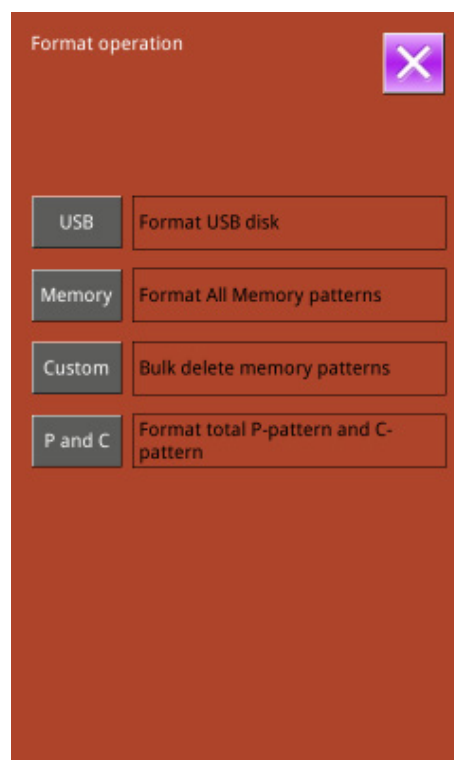 Format operation
USB
Format USB disk
Memory
Format All Memory patterns
Custom
Bulk delete memory patterns
P and C
Format total P-pattern and C-
pattern